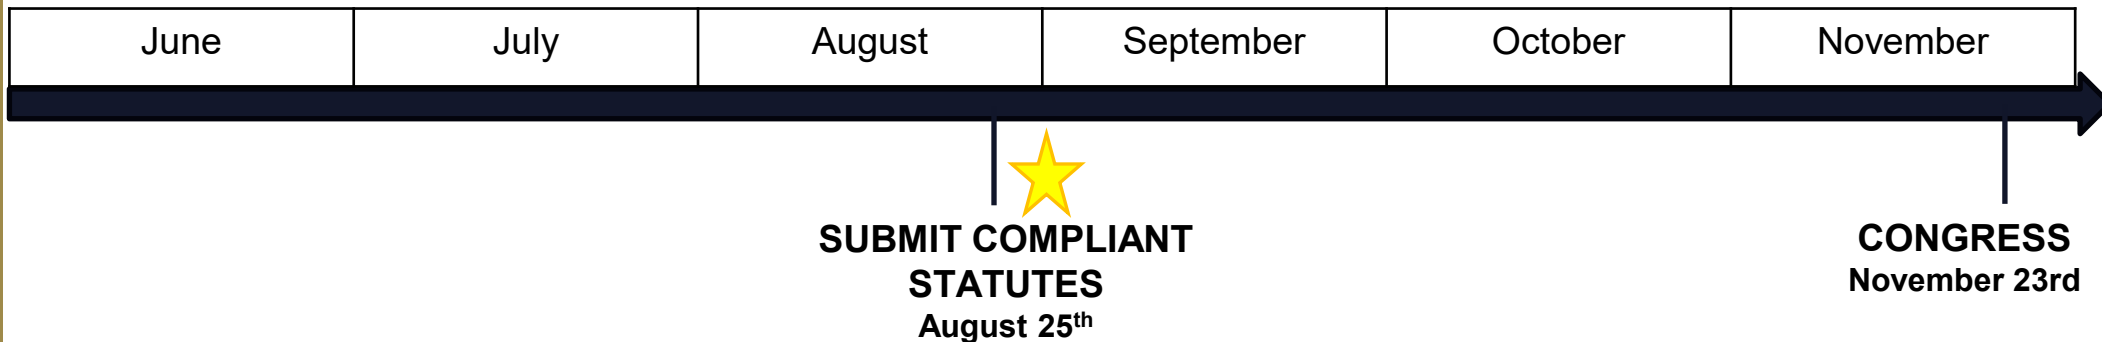 June July August September October November
SUBMIT COMPLIANT
STATUTES
August 25th
CONGRESS
November 23rd